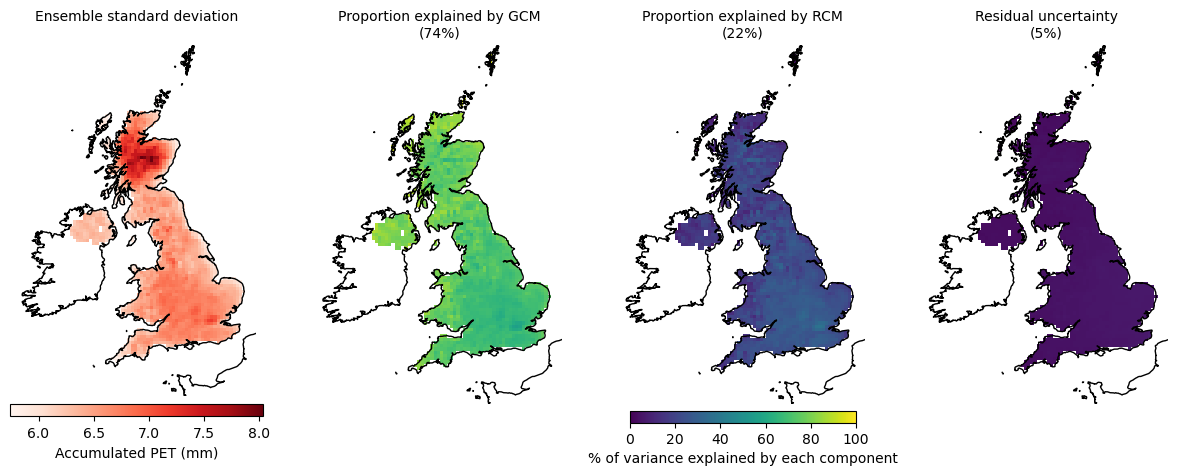 Ensemble standard deviation
Proportion explained by GCM
(74%)
Proportion explained by RCM
(22%)
Residual uncertainty
(5%)
6.0 6.5 7.0 7.5 8.0
Accumulated PET (mm)
0 20 40 60 80 100
% of variance explained by each component